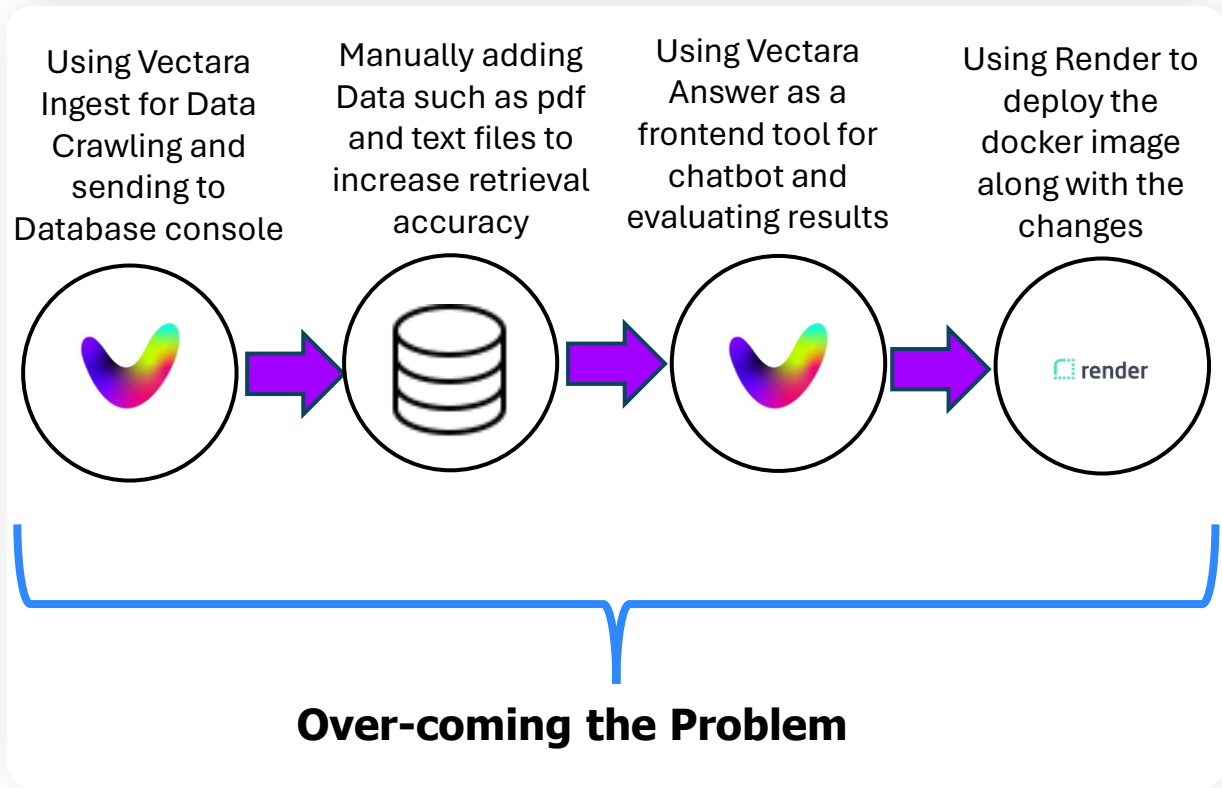 Using Vectara
Ingest for Data
Crawling and
sending to
Database console
Manually adding
Data such as pdf
and text files to
increase retrieval
accuracy
Using Vectara
Answer as a
frontend tool for
chatbot and
evaluating results
Using Render to
deploy the
docker image
along with the
changes
render
Over-coming the Problem